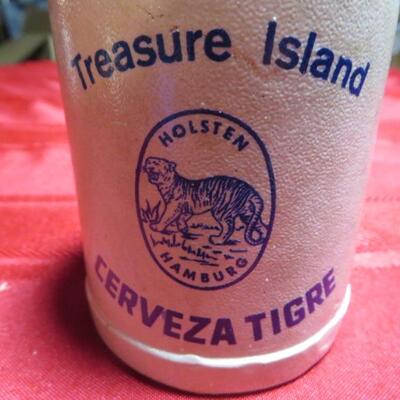 Treasure Island
HOLSTEN
HAMBURG
CERVEZA TIGRE